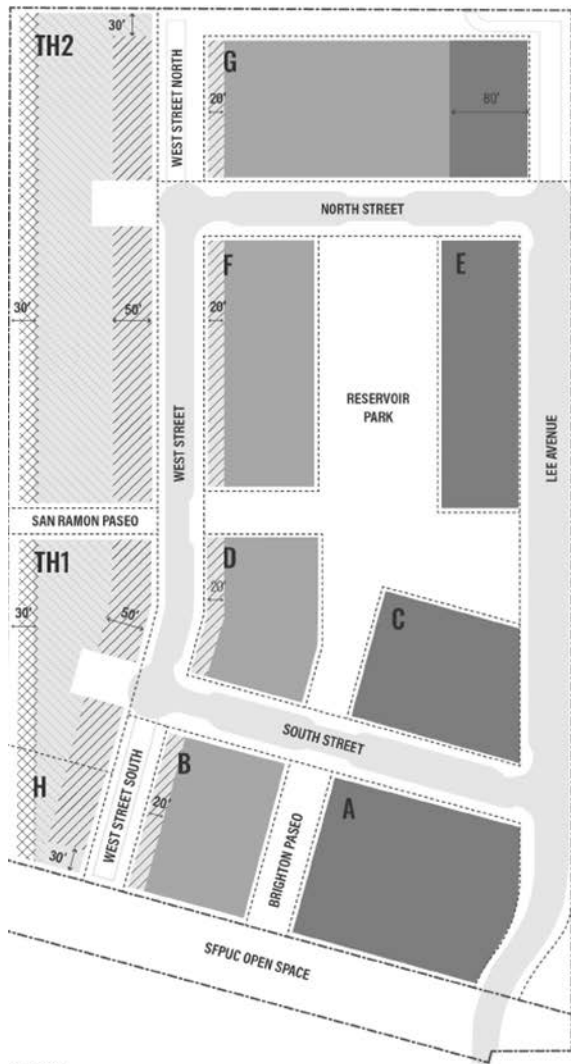 30'
TH2
WEST STREET NORTH
G
20'
80'
NORTH STREET
F
E
30'
50'
20'
RESERVOIR
PARK
WEST STREET
LEE AVENUE
SAN RAMON PASEO
TH1
D
20'
30'
50'
C
SOUTH STREET
H
WEST STREET SOUTH
B
20'
A
BRIGHTON PASEO
30'
SFPUC OPEN SPACE